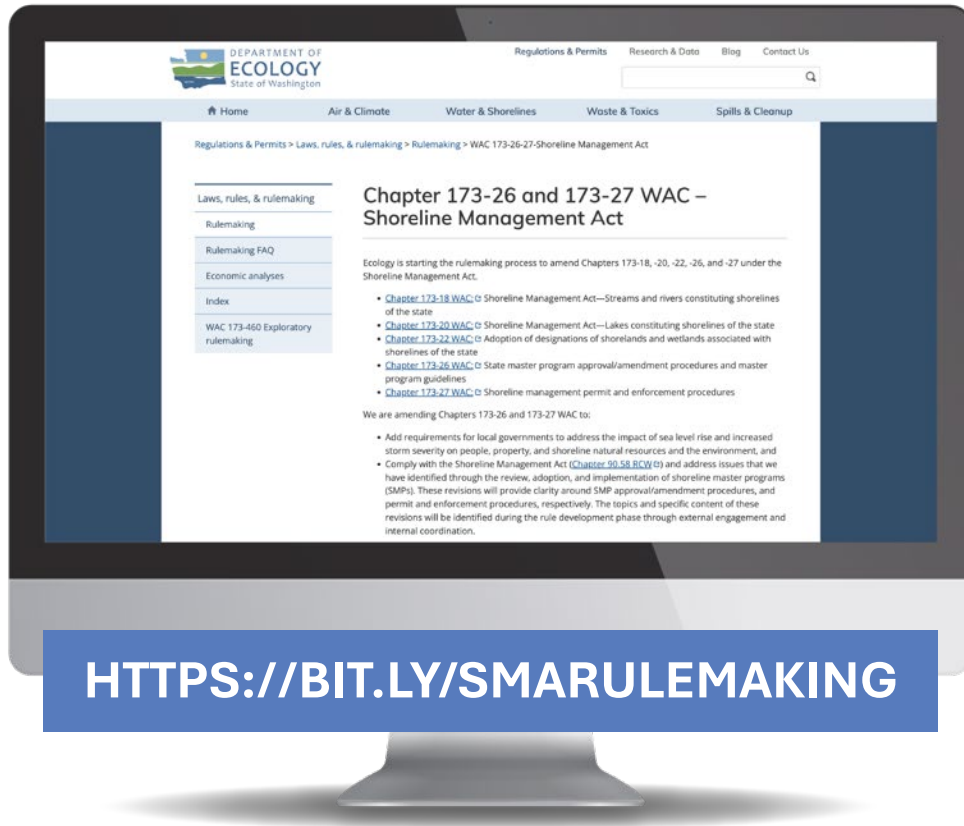 DEPARTMENT OF
ECOLOGY
State of Washington
Regulations & Permits Research & Data Blog Contact Us
Home Air & Climate Water & Shorelines Waste & Toxics Spills & Cleanup
Regulations & Permits > Laws, rules, & rulemaking > Rulemaking > WAC 173-26-27-Shoreline Management Act
Laws, rules, & rulemaking
Rulemaking
Rulemaking FAQ
Economic analyses
Index
WAC 173-460 Exploratory
rulemaking
Chapter 173-26 and 173-27 WAC –
Shoreline Management Act
Ecology is starting the rulemaking process to amend Chapters 173-18, -20, -22, -26, and -27 under the
Shoreline Management Act.
• Chapter 173-18 WAC: Shoreline Management Act—Streams and rivers constituting shorelines
of the state
• Chapter 173-20 WAC: Shoreline Management Act—Lakes constituting shorelines of the state
• Chapter 173-22 WAC: Adoption of designations of shorelands and wetlands associated with
shorelines of the state
• Chapter 173-26 WAC: State master program approval/amendment procedures and master
program guidelines
• Chapter 173-27 WAC: Shoreline management permit and enforcement procedures
We are amending Chapters 173-26 and 173-27 WAC to:
• Add requirements for local governments to address the impact of sea level rise and increased
storm severity on people, property, and shoreline natural resources and the environment, and
• Comply with the Shoreline Management Act (Chapter 90.58 RCW) and address issues that we
have identified through the review, adoption, and implementation of shoreline master programs
(SMPs). These revisions will provide clarity around SMP approval/amendment procedures, and
permit and enforcement procedures, respectively. The topics and specific content of these
revisions will be identified during the rule development phase through external engagement and
internal coordination.
HTTPS://BIT.LY/SMARULEMAKING